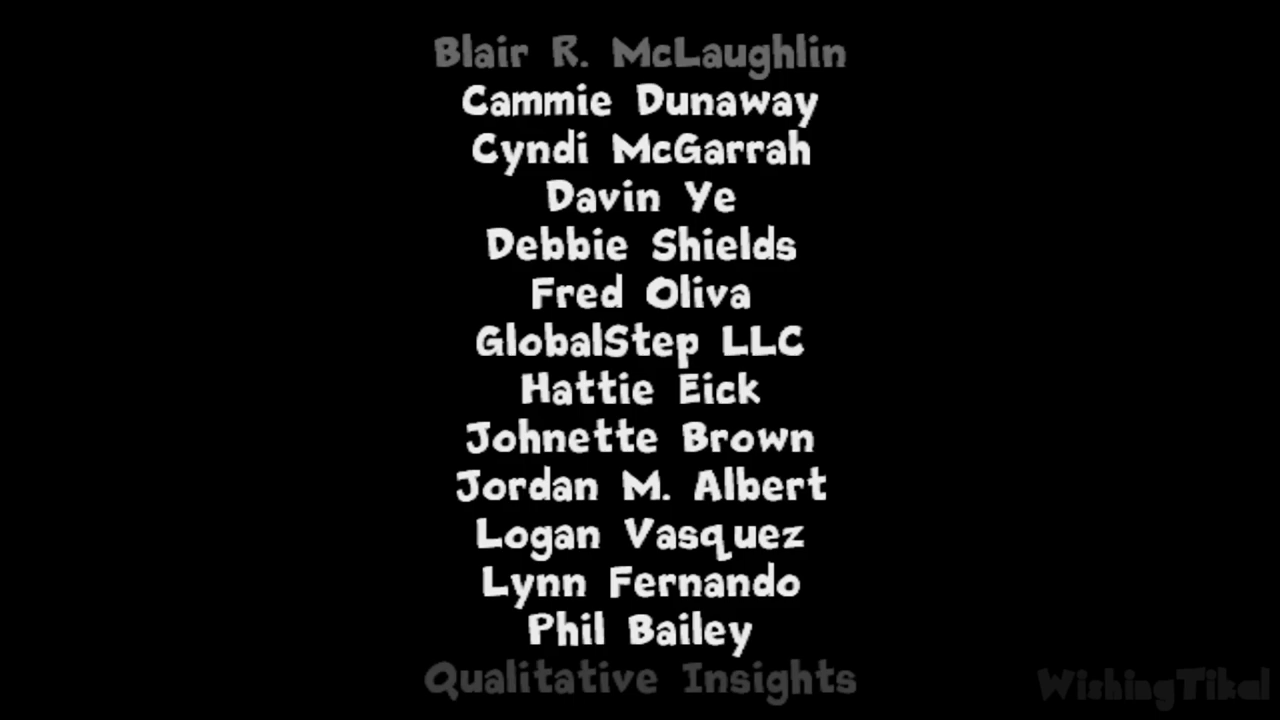 Blair R. McLaughlin
Cammie Dunaway
Cyndi McGarrah
Davin Ye
Debbie Shields
Fred Oliva
GlobalStep LLC
Hattie Eick
Johnette Brown
Jordan M. Albert
Logan Vasquez
Lynn Fernando
Phil Bailey
Qualitative Insights
WishingTikal